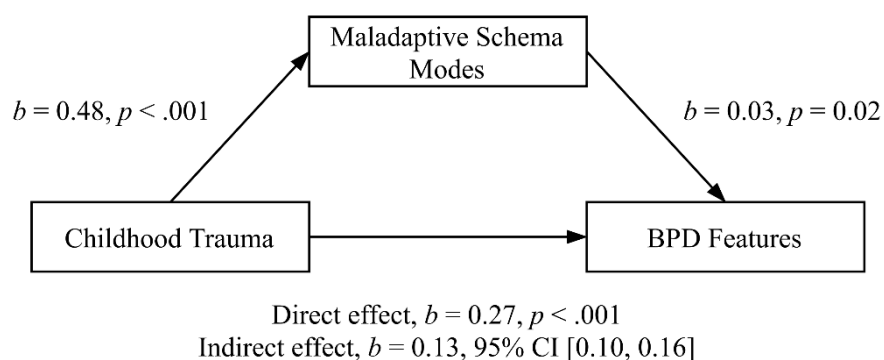 Maladaptive Schema
Modes
b = 0.48, p < .001
b = 0.03, p = 0.02
Childhood Trauma
BPD Features
Direct effect, b = 0.27, p < .001
Indirect effect, b = 0.13, 95% CI [0.10, 0.16]